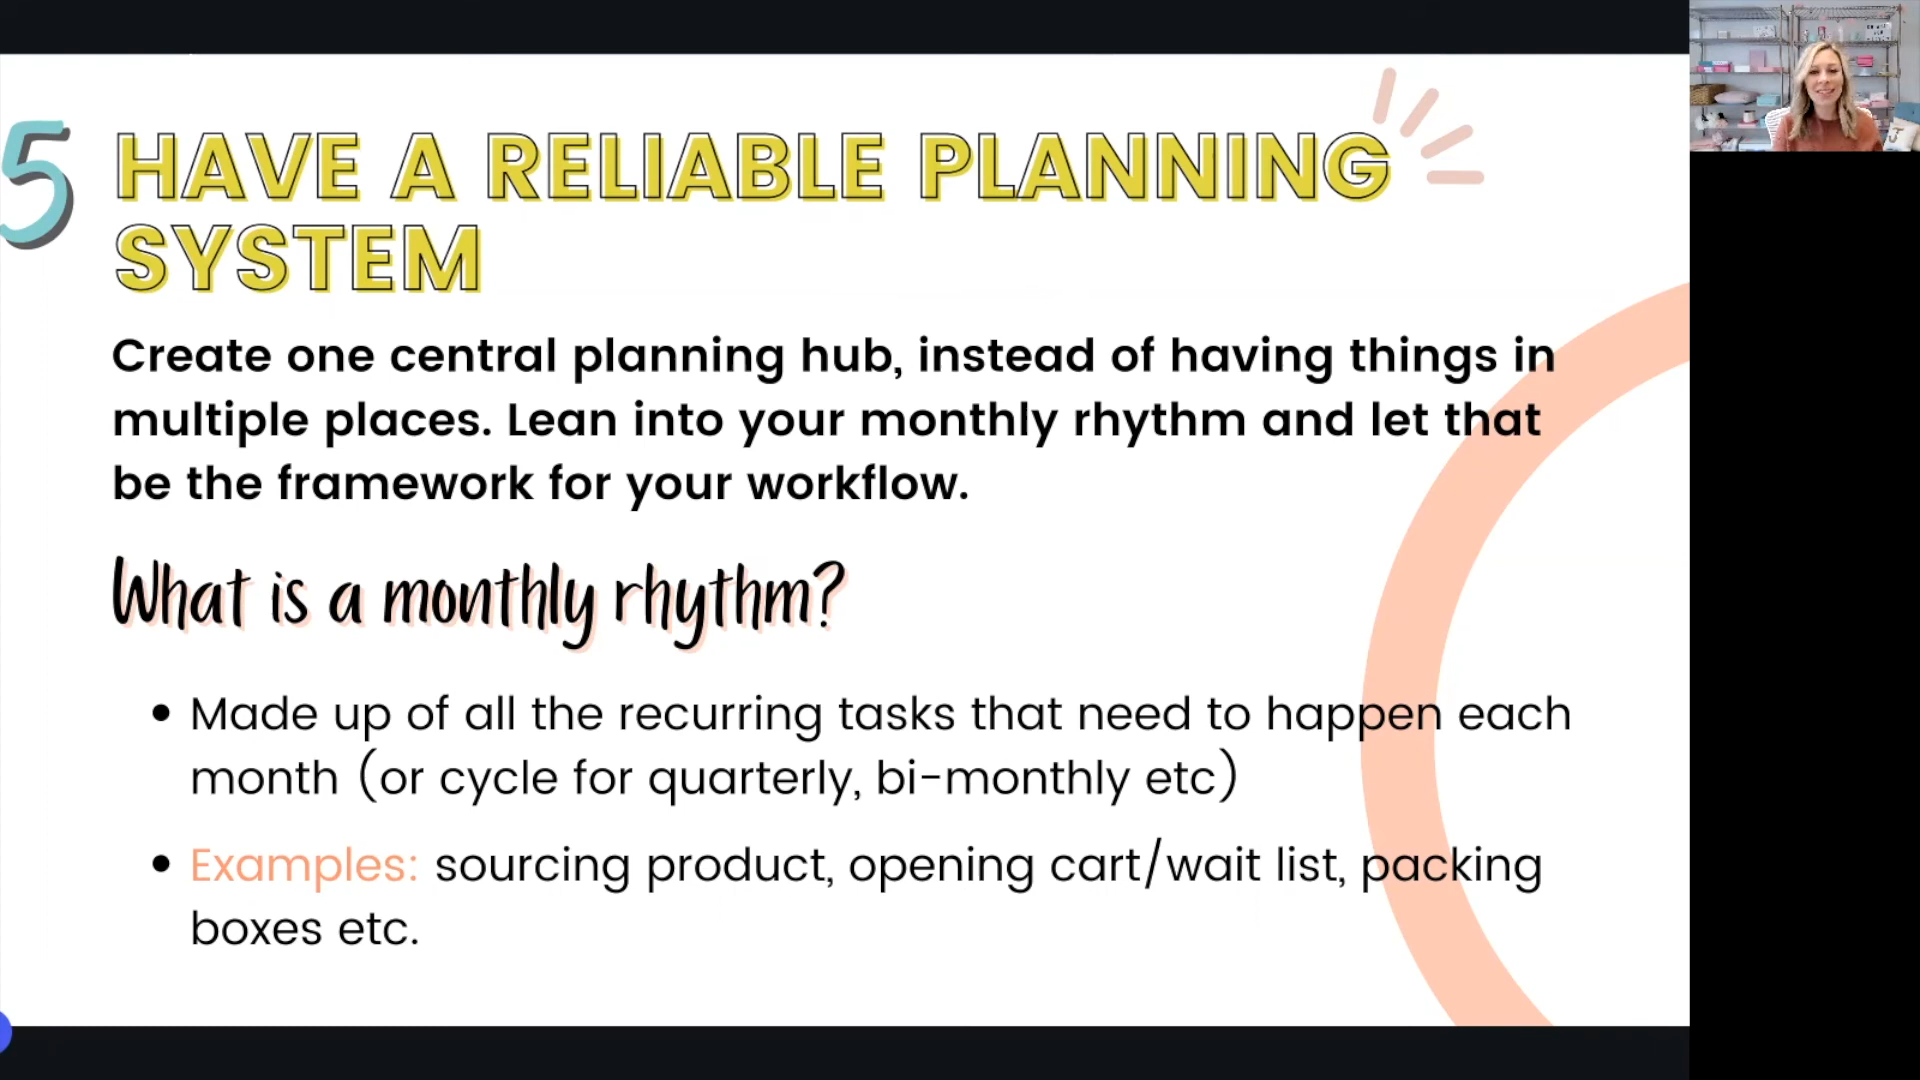 5 HAVE A RELIABLE PLANNING
SYSTEM
Create one central planning hub, instead of having things in
multiple places. Lean into your monthly rhythm and let that
be the framework for your workflow.
What is a monthly rhythm?
• Made up of all the recurring tasks that need to happen each
month (or cycle for quarterly, bi-monthly etc)
• Examples: sourcing product, opening cart/wait list, packing
boxes etc.